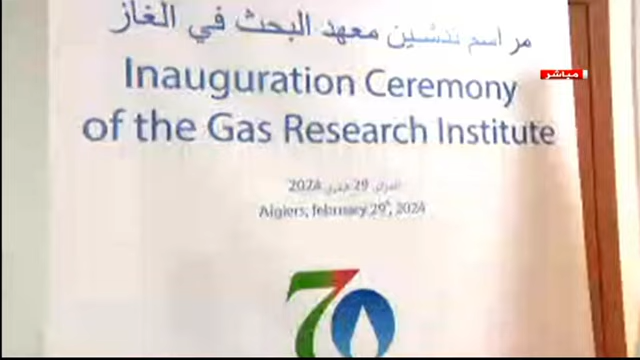 مراسم تدشين معهد البحث في الغاز
مباشر
Inauguration Ceremony
of the Gas Research Institute
الجزائر, 29 فيفري 2024
Algiers, february 29, 2024
70